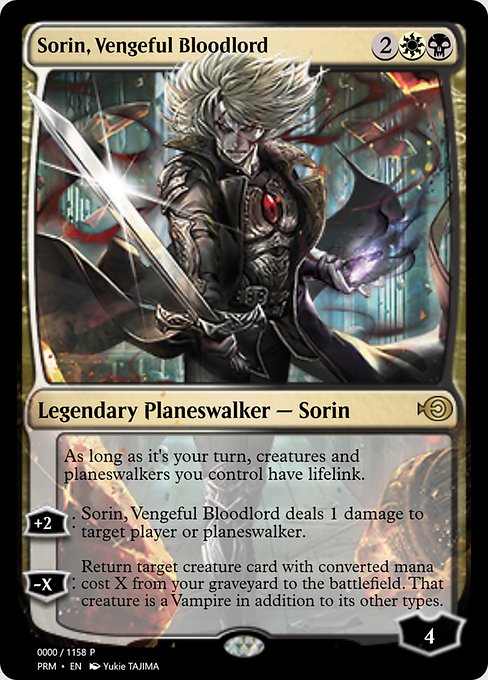 Sorin, Vengeful Bloodlord 2
Legendary Planeswalker — Sorin
As long as it's your turn, creatures and
planeswalkers you control have lifelink.
+2 : Sorin, Vengeful Bloodlord deals 1 damage to
target player or planeswalker.
Return target creature card with converted mana
-X : cost X from your graveyard to the battlefield. That
creature is a Vampire in addition to its other types.
4
0000 / 1158 P
PRM • EN Yukie TAJIMA